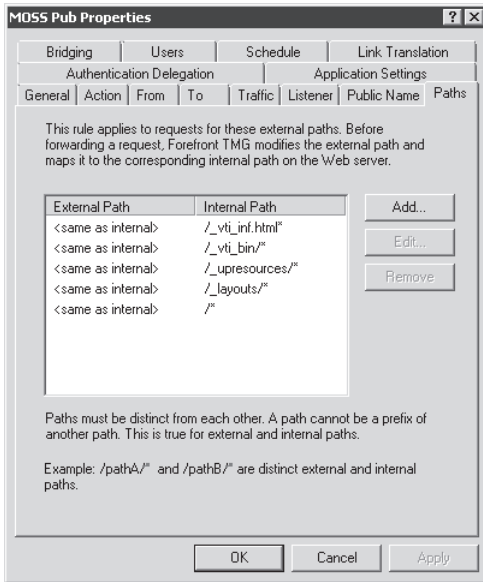 MOSS Pub Properties
Bridging Users Schedule Link Translation
Authentication Delegation Application Settings
General Action From To Traffic Listener Public Name Paths
This rule applies to requests for these external paths. Before
forwarding a request, Forefront TMG modifies the external path and
maps it to the corresponding internal path on the Web server.
External Path Internal Path Add...
<same as internal> /_vti_inf.html*
<same as internal> /_vti_bin/* Edit...
<same as internal> /_upresources/*
<same as internal> /_layouts/* Remove
<same as internal> /*
Paths must be distinct from each other. A path cannot be a prefix of
another path. This is true for external and internal paths.
Example: /pathA/* and /pathB/* are distinct external and internal
paths.
OK Cancel Apply